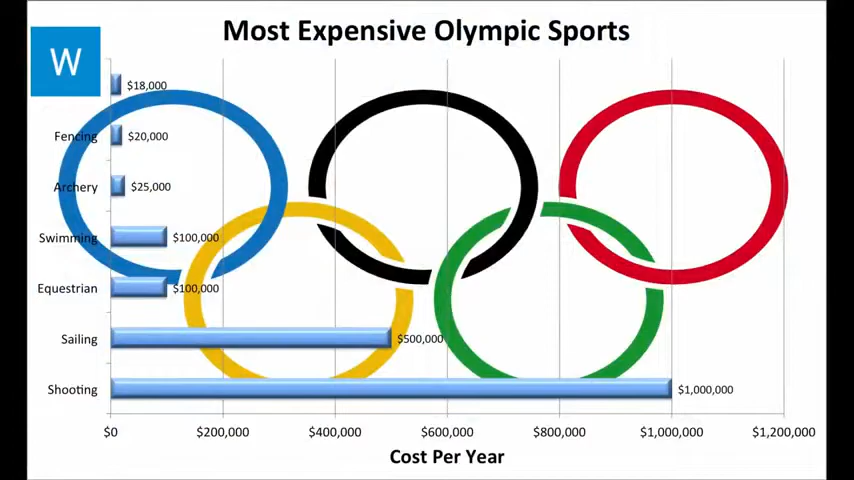 Most Expensive Olympic Sports
W
$18,000
Fencing $20,000
Archery $25,000
Swimming $100,000
Equestrian $100,000
Sailing $500,000
Shooting $1,000,000
$0 $200,000 $400,000 $600,000 $800,000 $1,000,000 $1,200,000
Cost Per Year